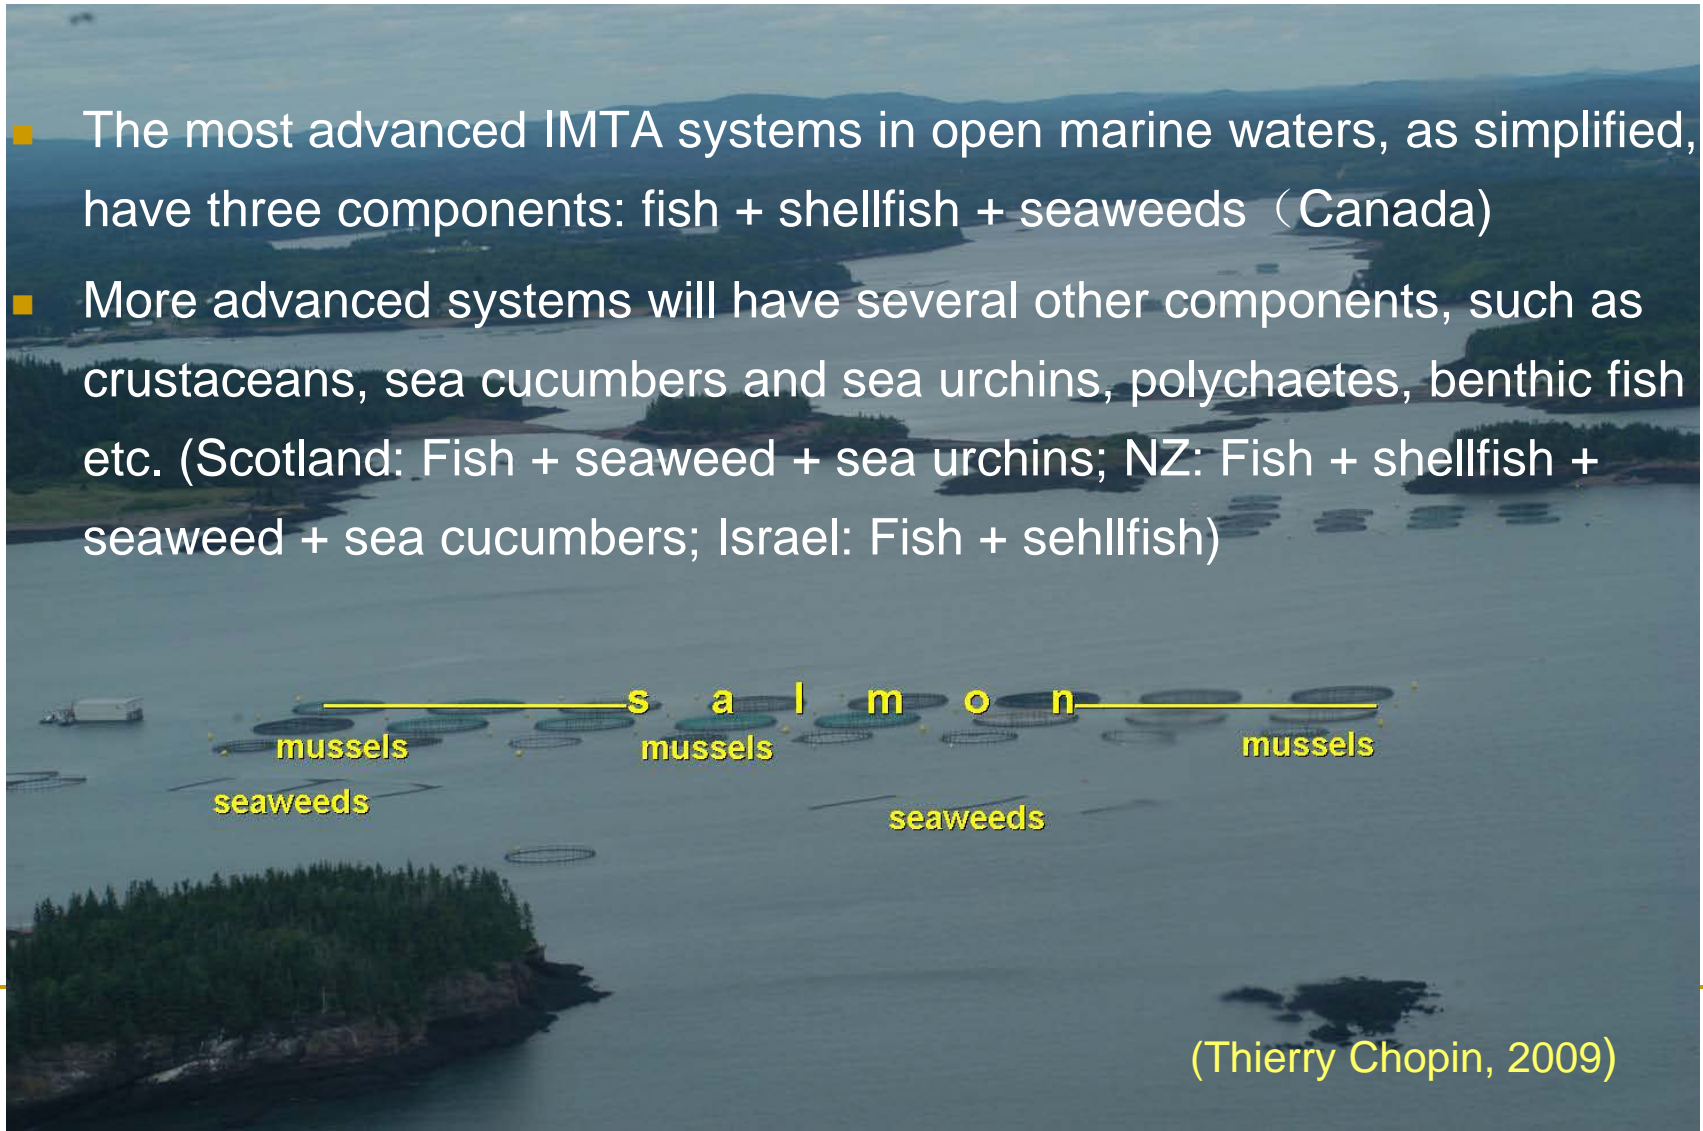 The most advanced IMTA systems in open marine waters, as simplified,
have three components: fish + shellfish + seaweeds（Canada)
More advanced systems will have several other components, such as
crustaceans, sea cucumbers and sea urchins, polychaetes, benthic fish
etc. (Scotland: Fish + seaweed + sea urchins; NZ: Fish + shellfish +
seaweed + sea cucumbers; Israel: Fish + sehllfish)
s a l m o n
mussels mussels mussels
seaweeds
seaweeds
(Thierry Chopin, 2009)